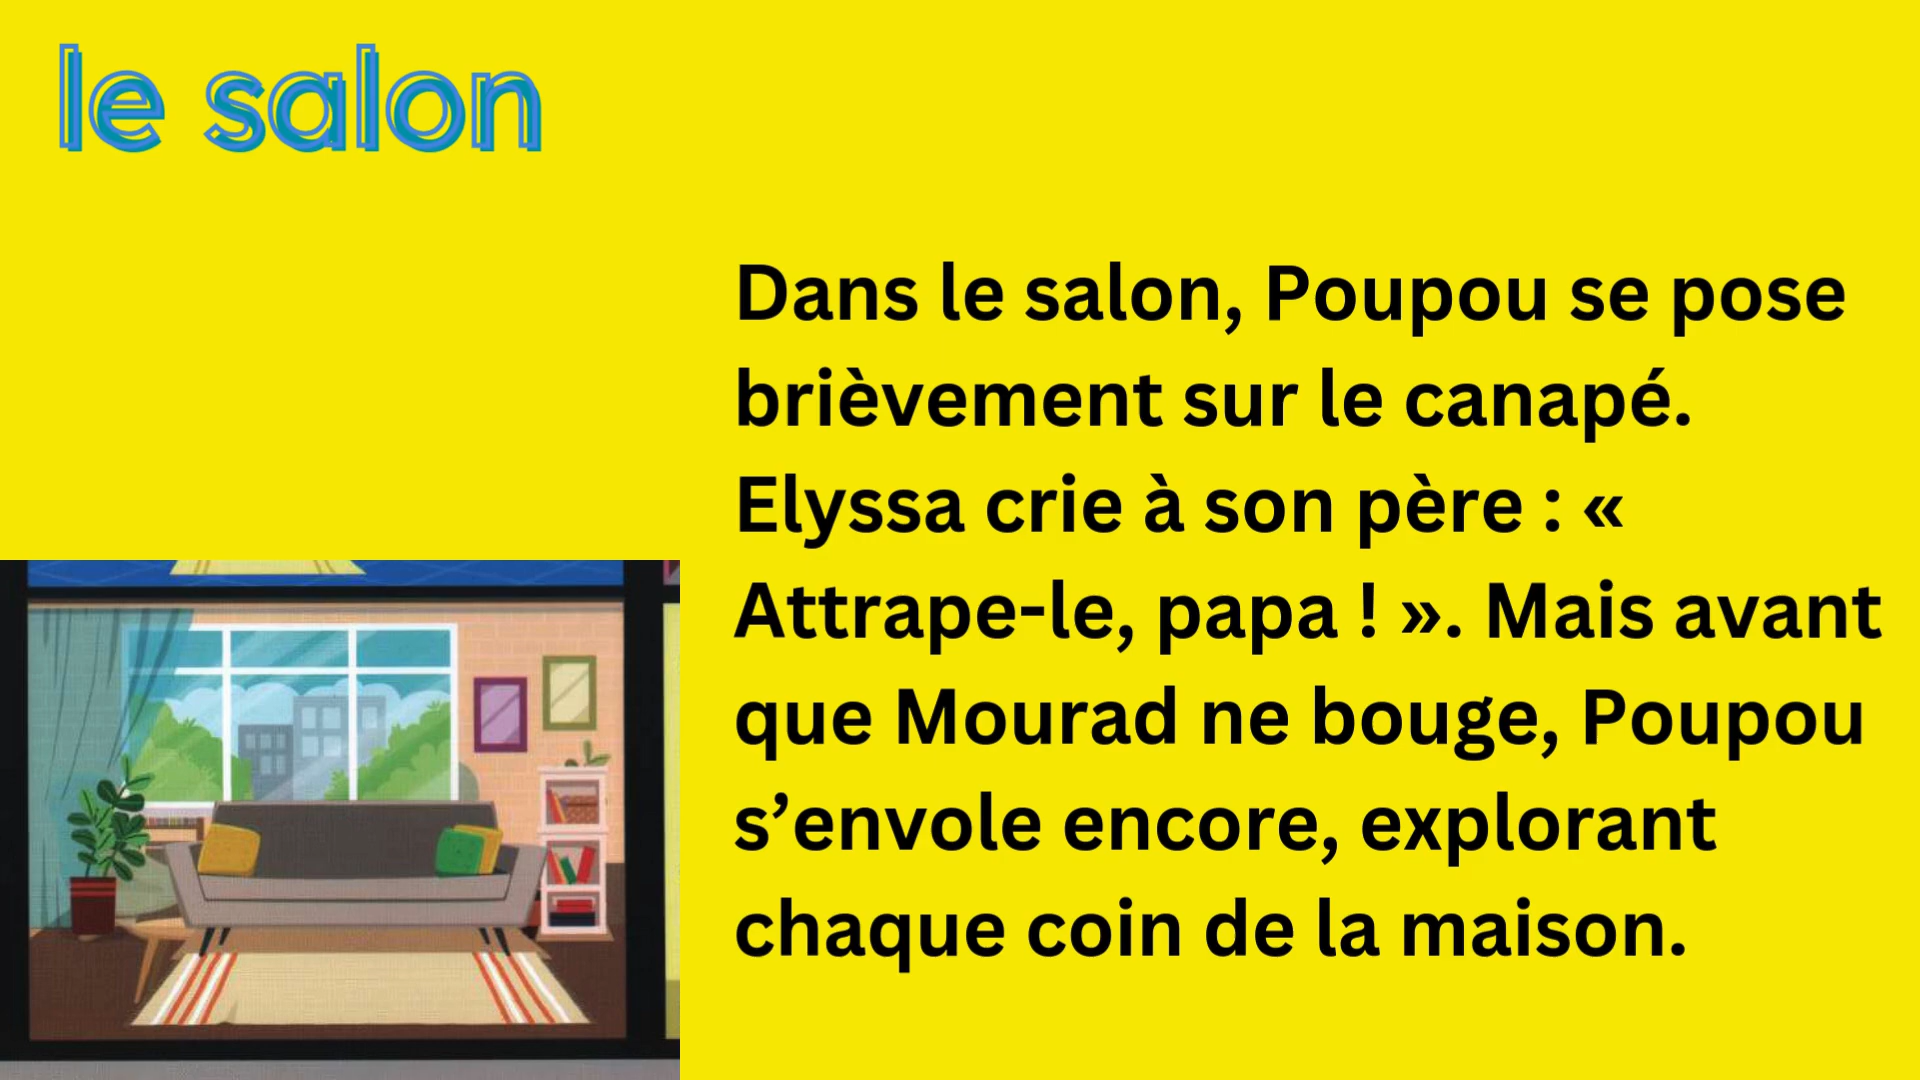 le salon
Dans le salon, Poupou se pose
brièvement sur le canapé.
Elyssa crie à son père : «
Attrape-le, papa ! ». Mais avant
que Mourad ne bouge, Poupou
s’envole encore, explorant
chaque coin de la maison.